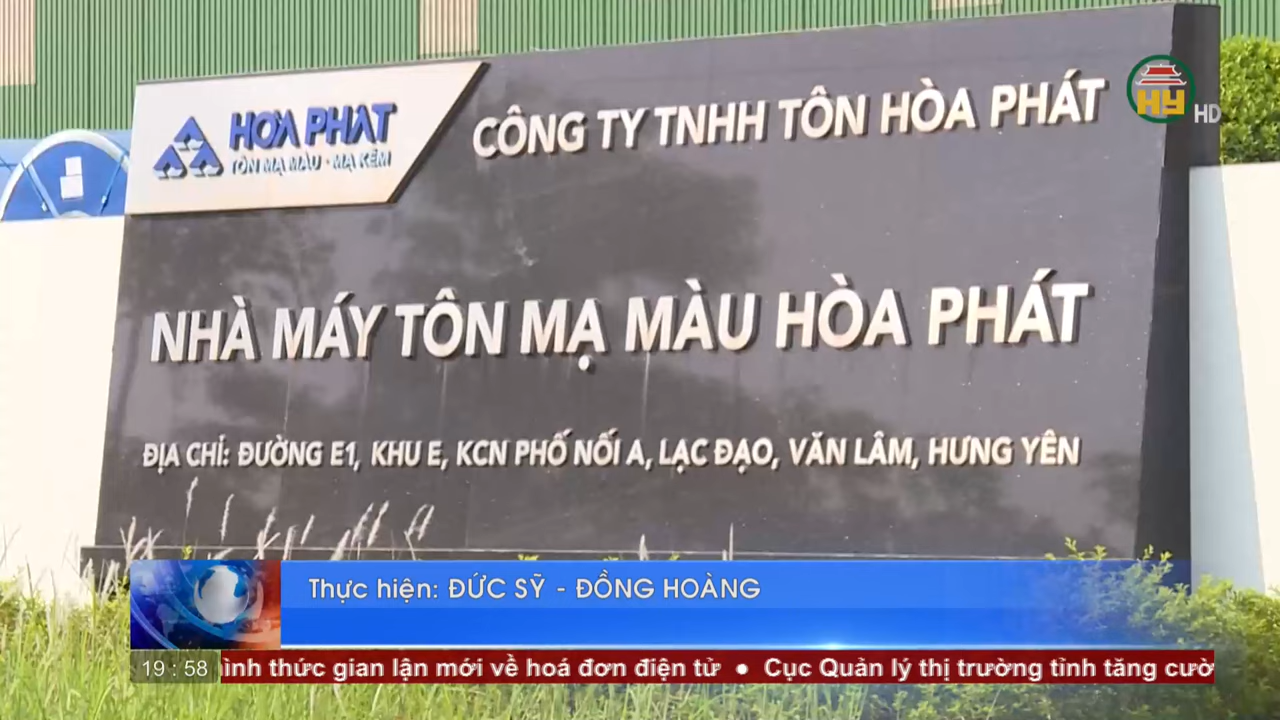 HÒA PHÁT
TÔN MẠ MÀU - MẠ KẼM
CÔNG TY TNHH TÔN HÒA PHÁT
HY HD
NHÀ MÁY TÔN MẠ MÀU HÒA PHÁT
ĐỊA CHỈ: ĐƯỜNG E1, KHU E, KCN PHỐ NỐI A, LẠC ĐẠO, VĂN LÂM, HƯNG YÊN
Thực hiện: ĐỨC SỸ - ĐỒNG HOÀNG
19 : 58 ình thức gian lận mới về hoá đơn điện tử • Cục Quản lý thị trường tỉnh tăng cườ